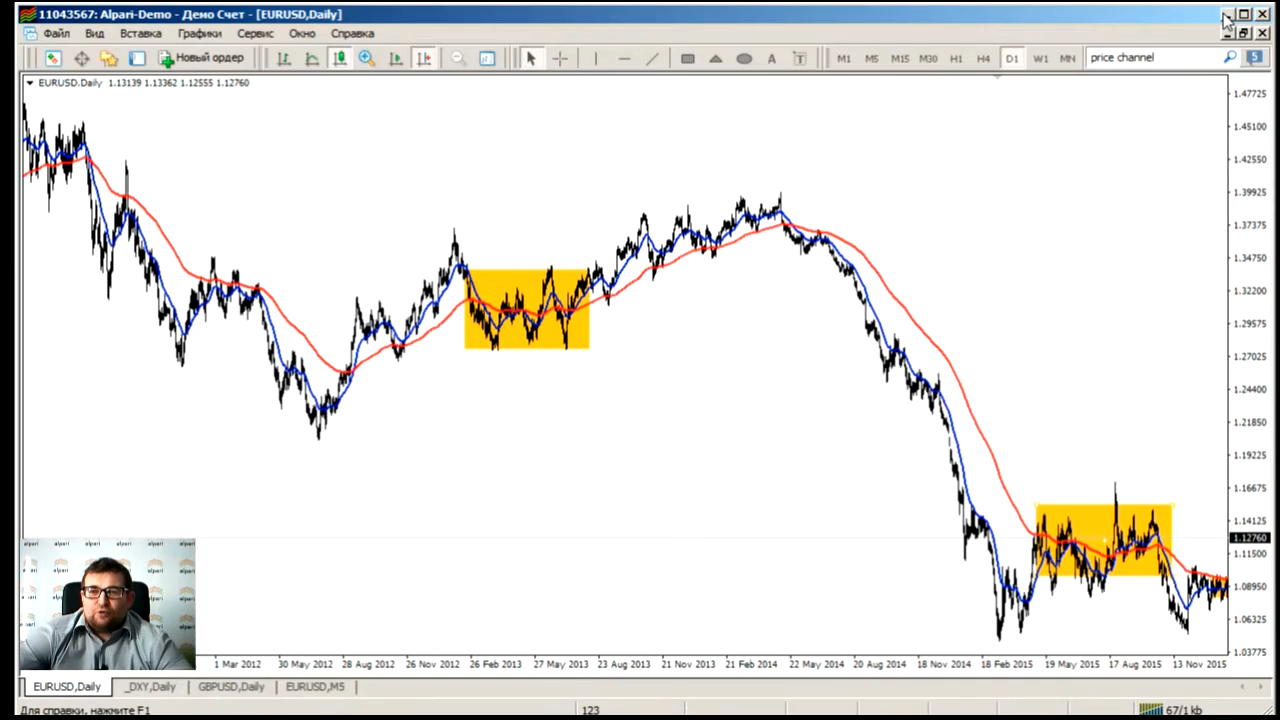 11043567: Alpari-Demo - Демо Счет - [EURUSD,Daily]
Файл Вид Вставка Графики Сервис Окно Справка
Новый ордер A T M1 M5 M15 M30 H1 H4 D1 W1 MN price channel 5
EURUSD,Daily 1.13139 1.13362 1.12555 1.12760
1.47725
1.45100
1.42550
1.39925
1.37375
1.34750
1.32200
1.29575
1.27025
1.24400
1.21850
1.19225
1.16675
1.14125
1.12760
1.11500
1.08950
1.06325
1.03775
alpari alpari alpari alpari alpari
1 Mar 2012 30 May 2012 28 Aug 2012 26 Nov 2012 26 Feb 2013 27 May 2013 23 Aug 2013 21 Nov 2013 21 Feb 2014 22 May 2014 20 Aug 2014 18 Nov 2014 18 Feb 2015 19 May 2015 17 Aug 2015 13 Nov 2015
EURUSD,Daily _DXY,Daily GBPUSD,Daily EURUSD,M5
Для справки, нажмите F1 123 67/1 kb